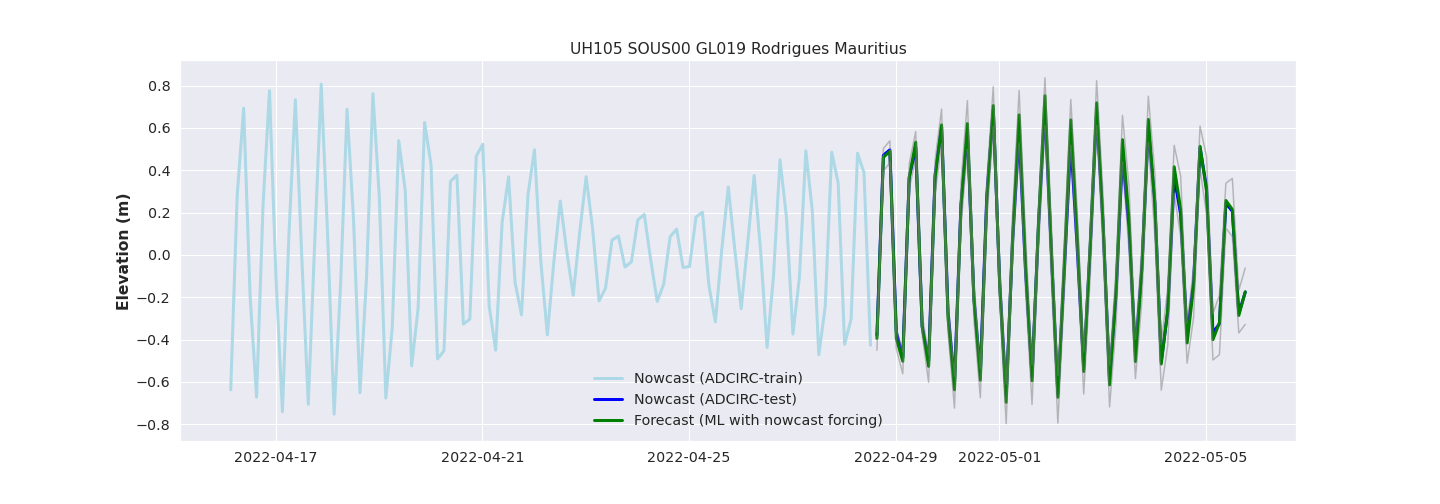 UH105 SOUS00 GL019 Rodrigues Mauritius
Elevation (m)
0.8
0.6
0.4
0.2
0.0
−0.2
−0.4
−0.6
−0.8
Nowcast (ADCIRC-train)
Nowcast (ADCIRC-test)
Forecast (ML with nowcast forcing)
2022-04-17 2022-04-21 2022-04-25 2022-04-29 2022-05-01 2022-05-05